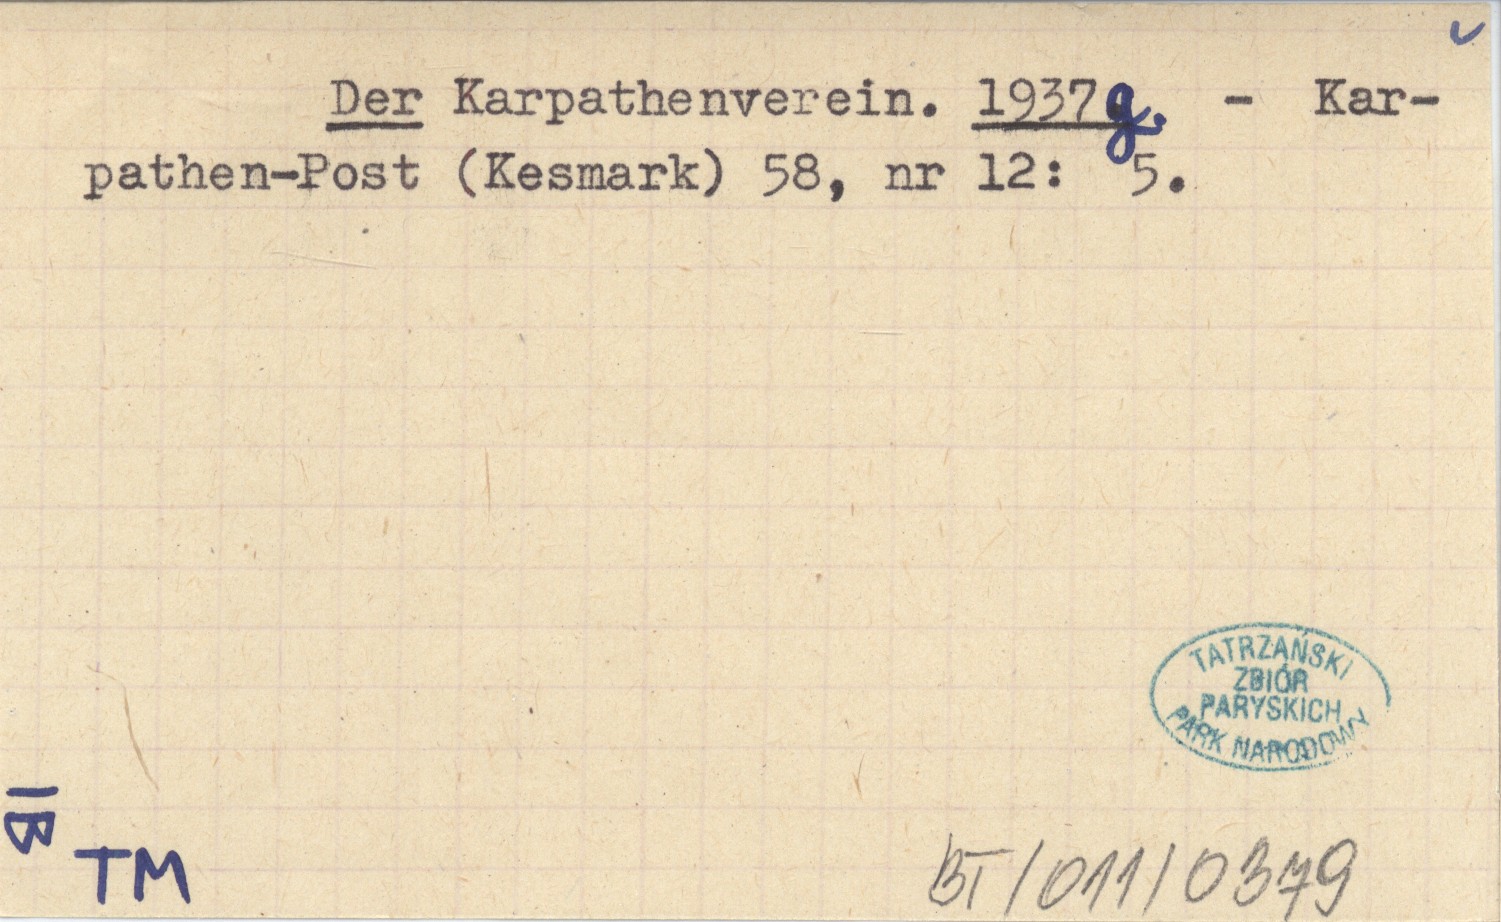 Der Karpathenverein. 1937g. - Kar-
pathen-Post (Kesmark) 58, nr 12: 5.
TATRZAŃSKI
ZBIÓR
PARYSKICH
PARK NARODOWY
IB
TM
BT/011/0379